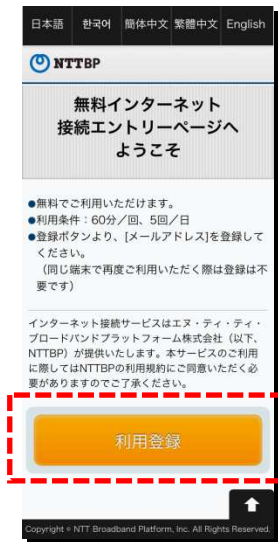 日本語 한국어 簡体中文 繁體中文 English
NTTBP
無料インターネット
接続エントリーページへ
ようこそ
●無料でご利用いただけます。
●利用条件：60分／回、5回／日
●登録ボタンより、[メールアドレス]を登録して
ください。
（同じ端末で再度ご利用いただく際は登録は不
要です）
インターネット接続サービスはエヌ・ティ・ティ・
ブロードバンドプラットフォーム株式会社（以下、
NTTBP）が提供いたします。本サービスのご利用
に際してはNTTBPの利用規約にご同意いただく必
要がありますのでご了承ください。
利用登録
Copyright © NTT Broadband Platform, Inc. All Rights Reserved.